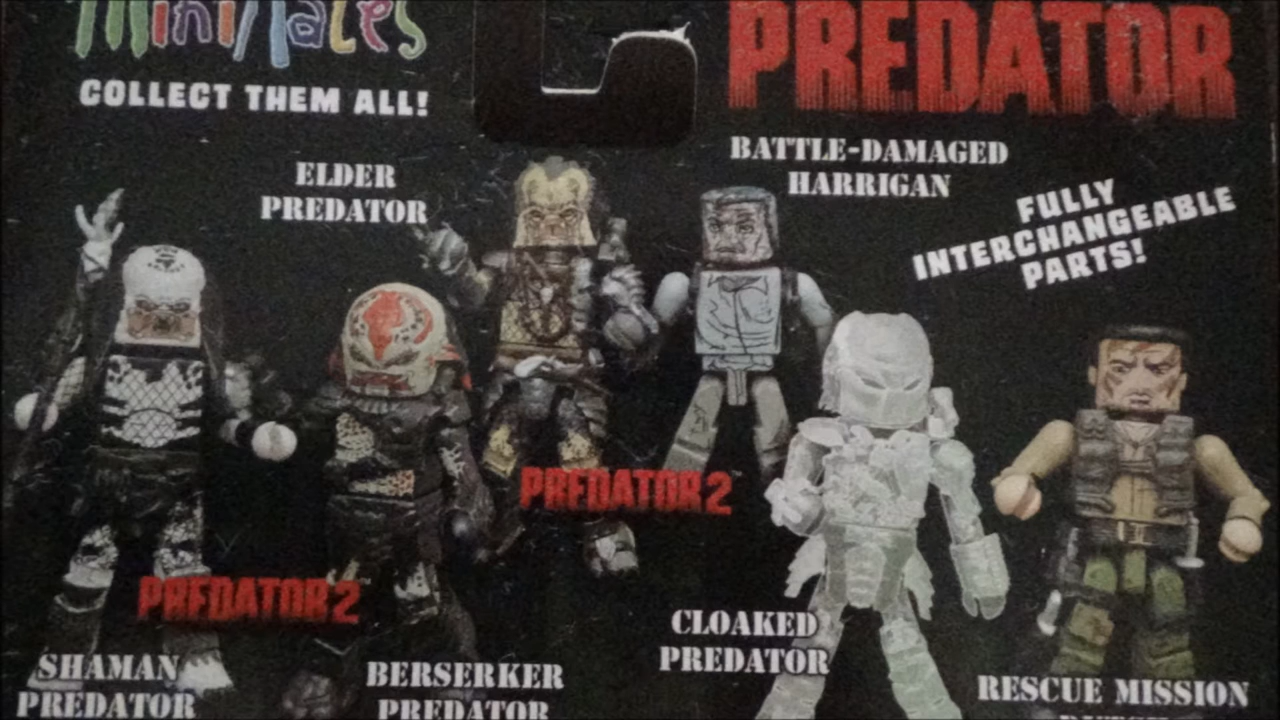 MiniMates
COLLECT THEM ALL!
PREDATOR
ELDER
PREDATOR
BATTLE-DAMAGED
HARRIGAN
FULLY
INTERCHANGEABLE
PARTS!
PREDATOR 2™
PREDATOR 2
SHAMAN
PREDATOR
BERSERKER
PREDATOR
CLOAKED
PREDATOR
RESCUE MISSION